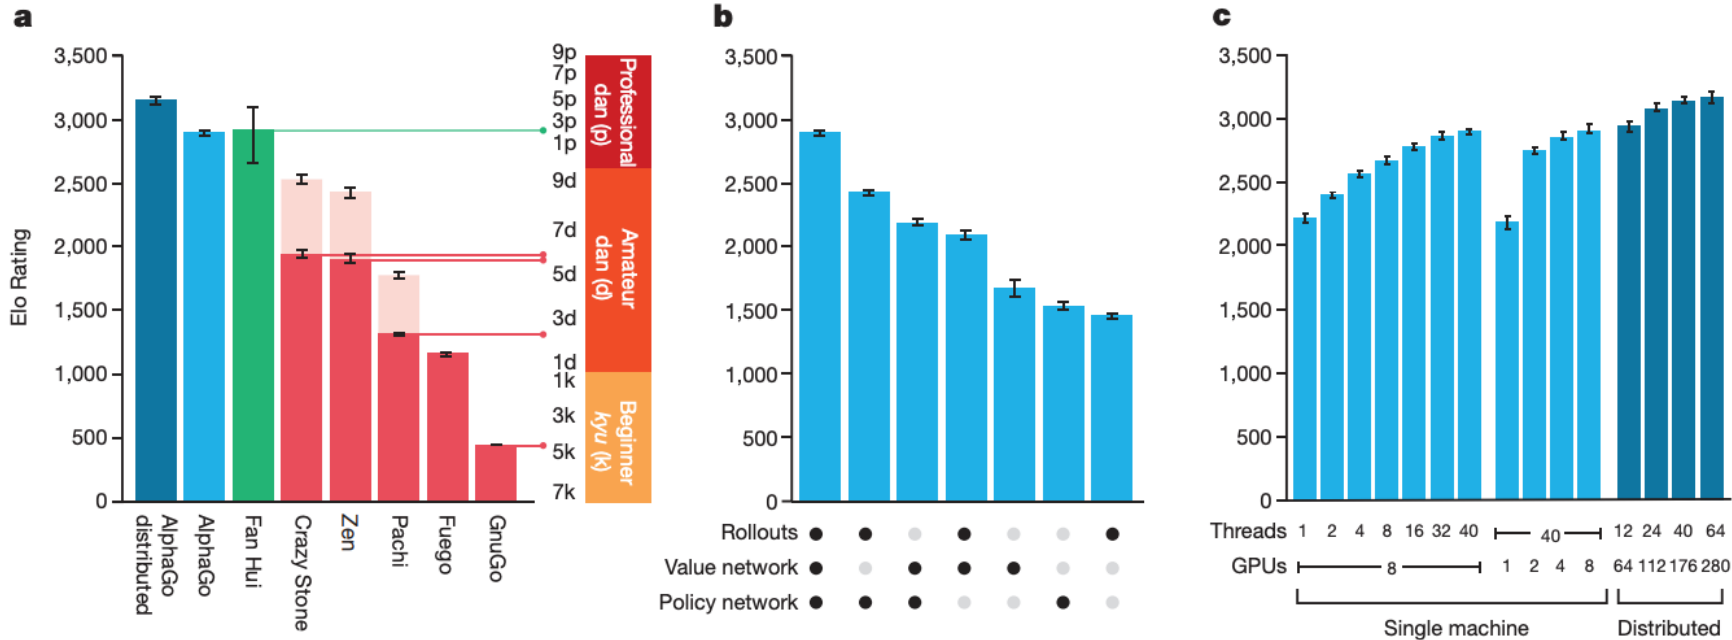 a
Elo Rating
3,500
3,000
2,500
2,000
1,500
1,000
500
0
AlphaGo
distributed
AlphaGo
Fan Hui
Crazy Stone
Zen
Pachi
Fuego
GnuGo
9p
7p
5p
3p
1p
9d
7d
5d
3d
1d
1k
3k
5k
7k
Professional
dan (p)
Amateur
dan (d)
Beginner
kyu (k)
b
3,500
3,000
2,500
2,000
1,500
1,000
500
0
Rollouts
Value network
Policy network
c
3,500
3,000
2,500
2,000
1,500
1,000
500
0
Threads 1 2 4 8 16 32 40 40 12 24 40 64
GPUs 8 1 2 4 8 64 112 176 280
Single machine Distributed